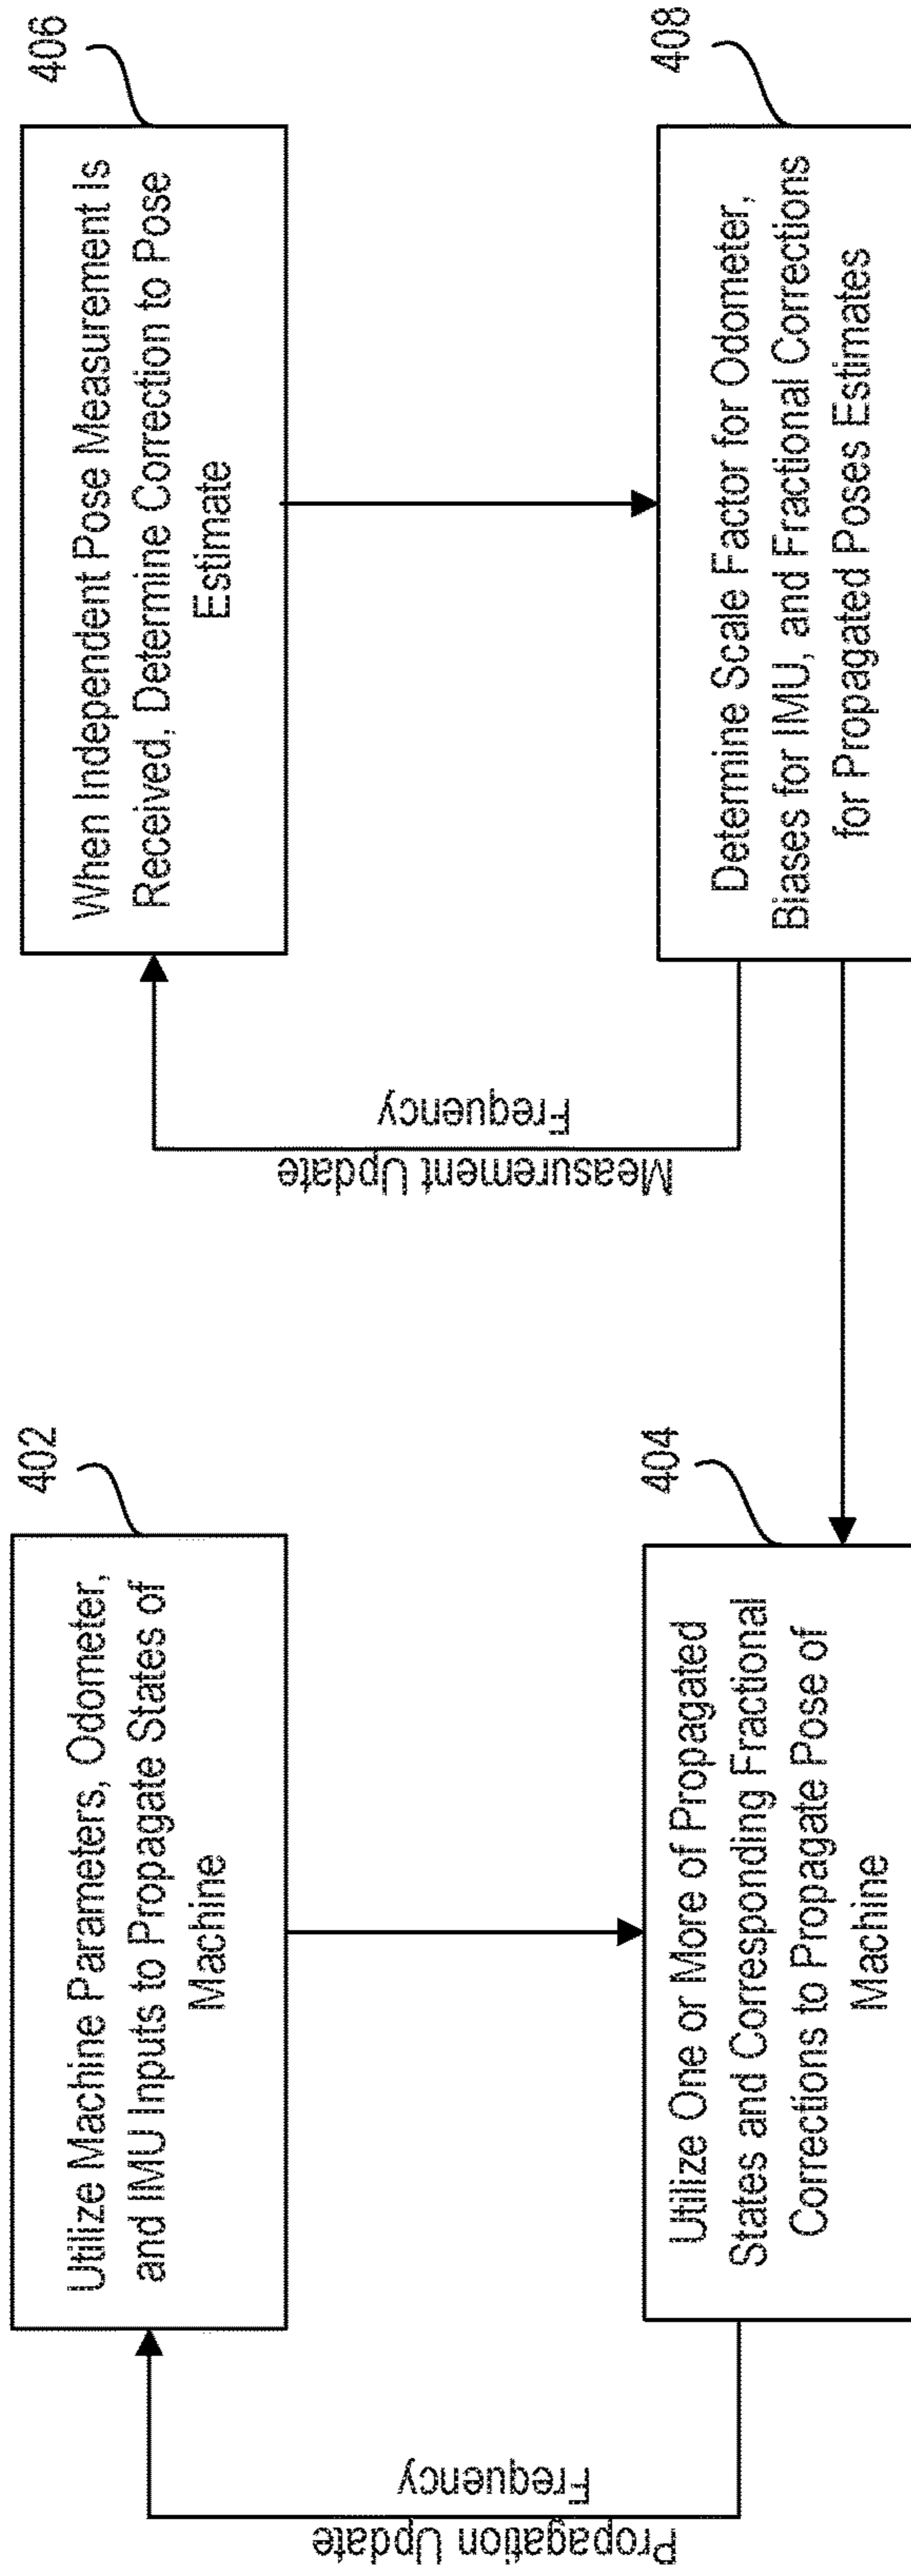 402
Utilize Machine Parameters, Odometer,
and IMU Inputs to Propagate States of
Machine
Propagation Update
Frequency
404
Utilize One or More of Propagated
States and Corresponding Fractional
Corrections to Propagate Pose of
Machine
406
When Independent Pose Measurement Is
Received, Determine Correction to Pose
Estimate
Measurement Update
Frequency
408
Determine Scale Factor for Odometer,
Biases for IMU, and Fractional Corrections
for Propagated Poses Estimates